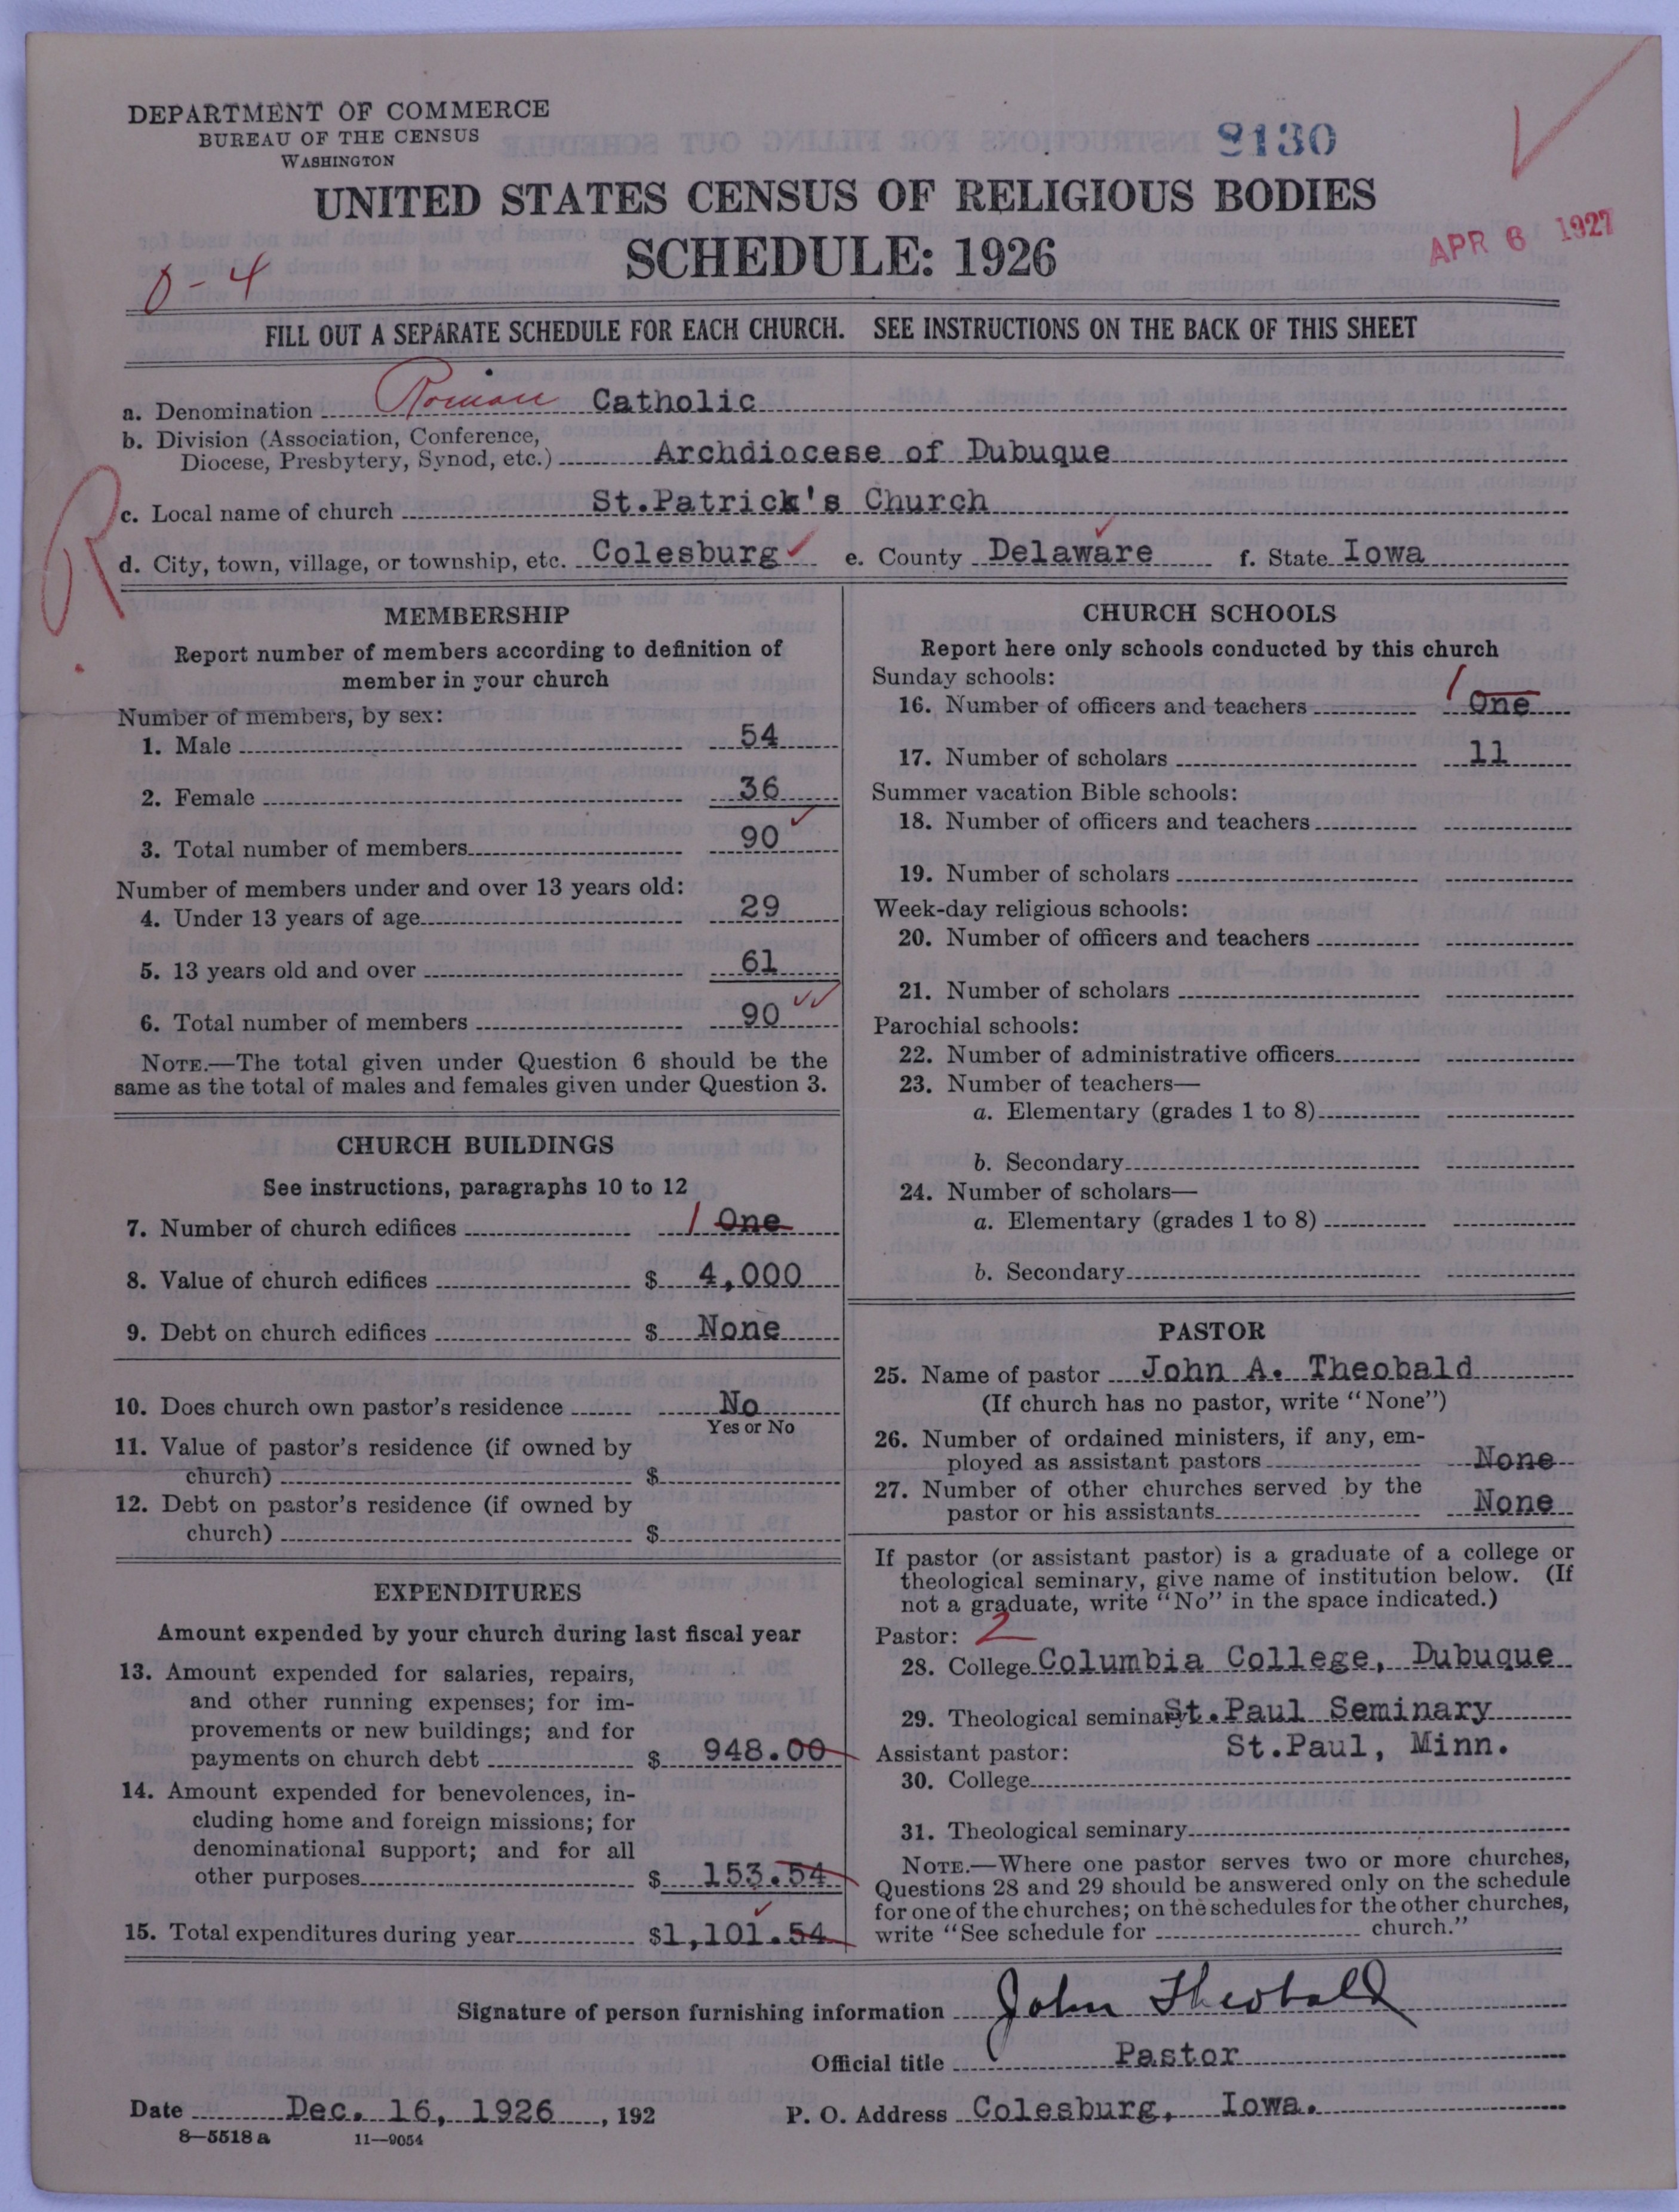 DEPARTMENT OF COMMERCE
BUREAU OF THE CENSUS
WASHINGTON
8130
UNITED STATES CENSUS OF RELIGIOUS BODIES
SCHEDULE: 1926
APR 6 1927
0-4
FILL OUT A SEPARATE SCHEDULE FOR EACH CHURCH. SEE INSTRUCTIONS ON THE BACK OF THIS SHEET
a. Denomination Roman Catholic
b. Division (Association, Conference,
Diocese, Presbytery, Synod, etc.) Archdiocese of Dubuque
c. Local name of church St.Patrick's Church
d. City, town, village, or township, etc. Colesburg e. County Delaware f. State Iowa
R
MEMBERSHIP
Report number of members according to definition of
member in your church
Number of members, by sex:
1. Male 54
2. Female 36
3. Total number of members 90
Number of members under and over 13 years old:
4. Under 13 years of age 29
5. 13 years old and over 61
6. Total number of members 90
NOTE.—The total given under Question 6 should be the
same as the total of males and females given under Question 3.
CHURCH BUILDINGS
See instructions, paragraphs 10 to 12
7. Number of church edifices 1 One
8. Value of church edifices $ 4,000
9. Debt on church edifices $ None
10. Does church own pastor's residence No
Yes or No
11. Value of pastor's residence (if owned by
church) $
12. Debt on pastor's residence (if owned by
church) $
EXPENDITURES
Amount expended by your church during last fiscal year
13. Amount expended for salaries, repairs,
and other running expenses; for im-
provements or new buildings; and for
payments on church debt $ 948.00
14. Amount expended for benevolences, in-
cluding home and foreign missions; for
denominational support; and for all
other purposes $ 153.54
15. Total expenditures during year $1,101.54
CHURCH SCHOOLS
Report here only schools conducted by this church
Sunday schools:
16. Number of officers and teachers 1 One
17. Number of scholars 11
Summer vacation Bible schools:
18. Number of officers and teachers
19. Number of scholars
Week-day religious schools:
20. Number of officers and teachers
21. Number of scholars
Parochial schools:
22. Number of administrative officers
23. Number of teachers—
a. Elementary (grades 1 to 8)
b. Secondary
24. Number of scholars—
a. Elementary (grades 1 to 8)
b. Secondary
PASTOR
25. Name of pastor John A. Theobald
(If church has no pastor, write "None")
26. Number of ordained ministers, if any, em-
ployed as assistant pastors None
27. Number of other churches served by the
pastor or his assistants None
If pastor (or assistant pastor) is a graduate of a college or
theological seminary, give name of institution below. (If
not a graduate, write "No" in the space indicated.)
Pastor: 2
28. College Columbia College, Dubuque
29. Theological seminary St.Paul Seminary
Assistant pastor: St.Paul, Minn.
30. College
31. Theological seminary
NOTE.—Where one pastor serves two or more churches,
Questions 28 and 29 should be answered only on the schedule
for one of the churches; on the schedules for the other churches,
write "See schedule for church."
Signature of person furnishing information John Theobald
Official title Pastor
Date Dec. 16, 1926, 192 P. O. Address Colesburg, Iowa.
8—5518 a 11—9054